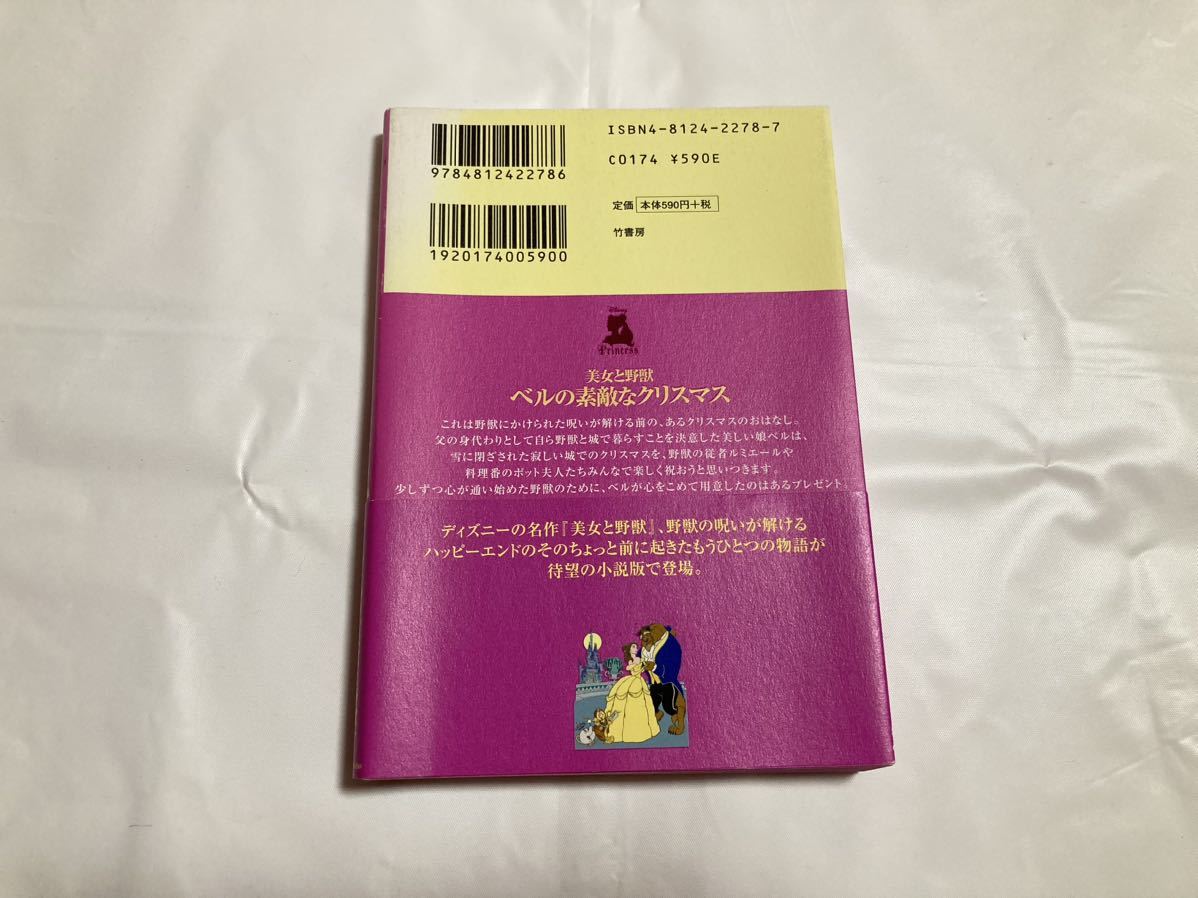 ISBN4-8124-2278-7
C0174 ¥590E
9784812422786
定価 本体590円+税
竹書房
1920174005900
Disney
Princess
美女と野獣
ベルの素敵なクリスマス
これは野獣にかけられた呪いが解ける前の、あるクリスマスのおはなし。
父の身代わりとして自ら野獣と城で暮らすことを決意した美しい娘ベルは、
雪に閉ざされた寂しい城でのクリスマスを、野獣の従者ルミエールや
料理番のポット夫人たちみんなで楽しく祝おうと思いつきます。
少しずつ心が通い始めた野獣のために、ベルが心をこめて用意したのはあるプレゼント。
ディズニーの名作『美女と野獣』、野獣の呪いが解ける
ハッピーエンドのそのちょっと前に起きたもうひとつの物語が
待望の小説版で登場。